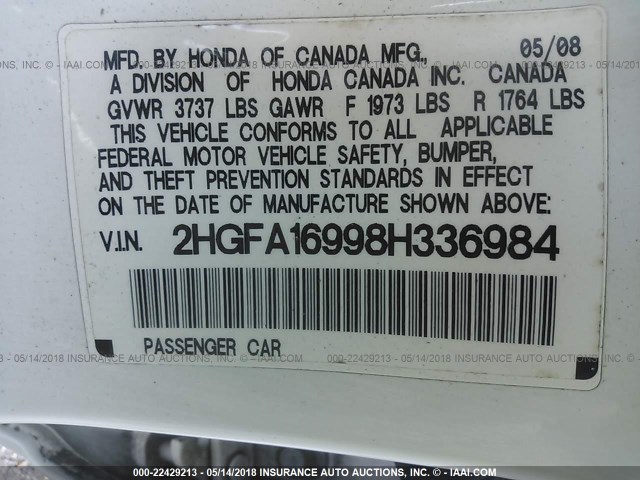 MFD. BY HONDA OF CANADA MFG., 05/08
A DIVISION OF HONDA CANADA INC. CANADA
GVWR 3737 LBS GAWR F 1973 LBS R 1764 LBS
THIS VEHICLE CONFORMS TO ALL APPLICABLE
FEDERAL MOTOR VEHICLE SAFETY, BUMPER,
AND THEFT PREVENTION STANDARDS IN EFFECT
ON THE DATE OF MANUFACTURE SHOWN ABOVE:
V.I.N. 2HGFA16998H336984
PASSENGER CAR
000-22429213 - 05/14/2018 INSURANCE AUTO AUCTIONS - © IAAI.COM